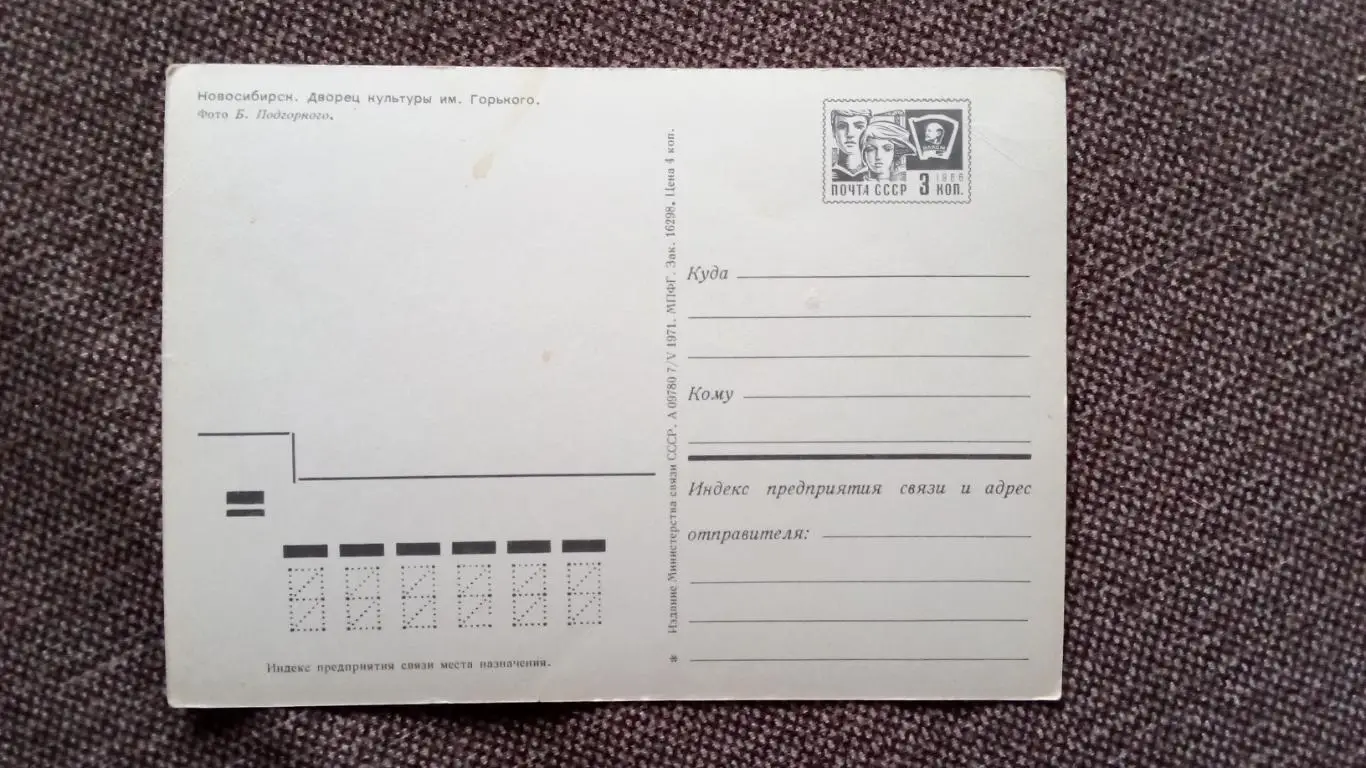 Новосибирск. Дворец культуры им. Горького.
Фото Б. Подгорного.
ВЛКСМ
1966
ПОЧТА СССР 3 КОП.
* Издание Министерства связи СССР. А 09780 7/V 1971. МПФГ. Зак. 16298. Цена 4 коп.
Куда
Кому
Индекс предприятия связи и адрес
отправителя:
Индекс предприятия связи места назначения.